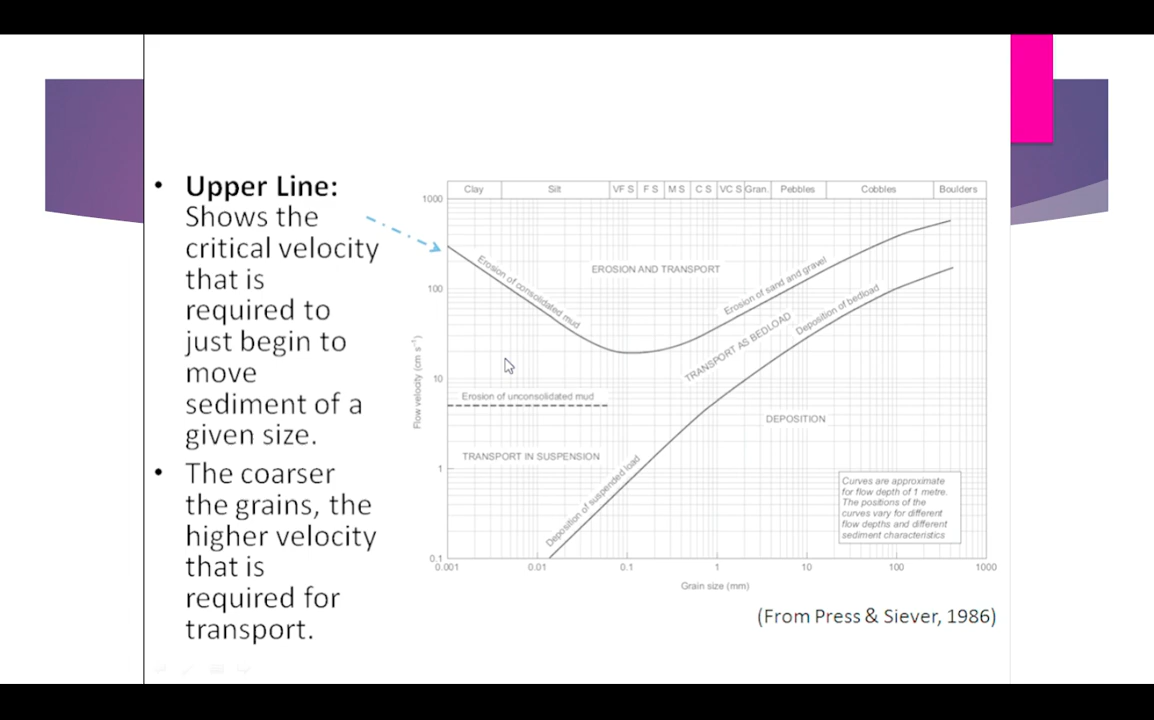 • Upper Line:
Shows the
critical velocity
that is
required to
just begin to
move
sediment of a
given size.
• The coarser
the grains, the
higher velocity
that is
required for
transport.
Clay Silt VF S F S M S C S VC S Gran. Pebbles Cobbles Boulders
1000
100
10
1
0.1
Flow velocity (cm s⁻¹)
Erosion of consolidated mud
EROSION AND TRANSPORT
Erosion of sand and gravel
TRANSPORT AS BEDLOAD
Deposition of bedload
Erosion of unconsolidated mud
DEPOSITION
TRANSPORT IN SUSPENSION
Deposition of suspended load
Curves are approximate
for flow depth of 1 metre.
The positions of the
curves vary for different
flow depths and different
sediment characteristics
0.001 0.01 0.1 1 10 100 1000
Grain size (mm)
(From Press & Siever, 1986)